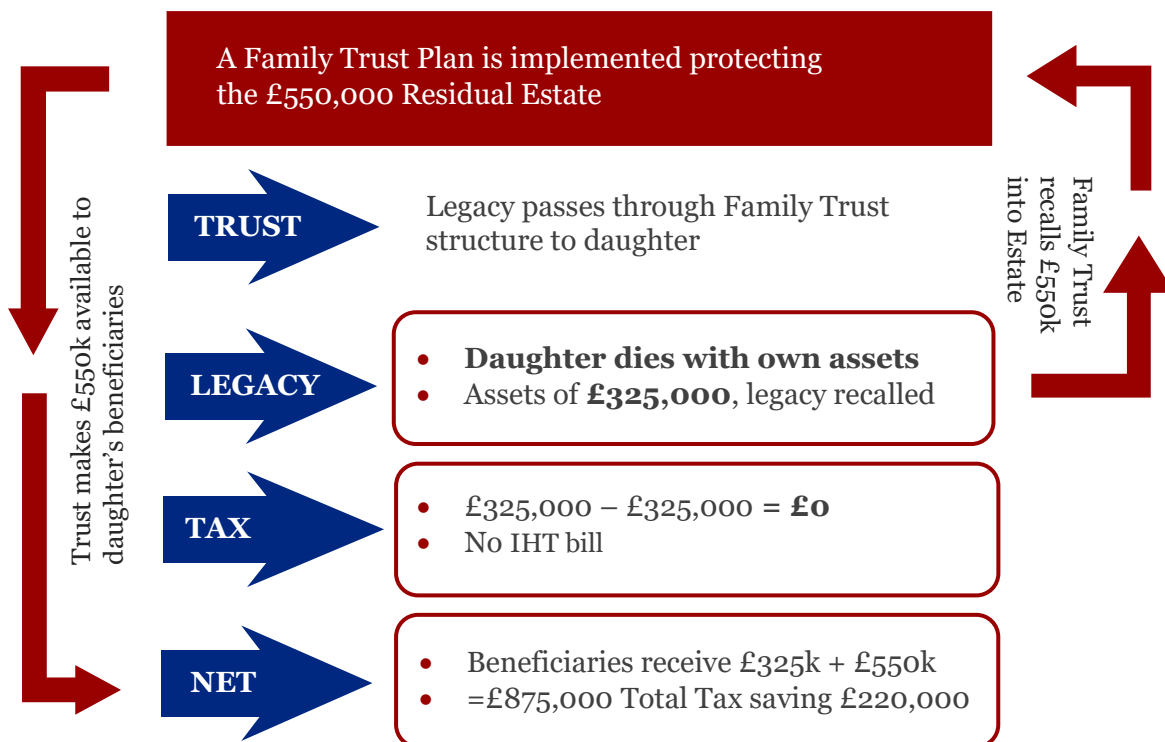 A Family Trust Plan is implemented protecting
the £550,000 Residual Estate
TRUST
Legacy passes through Family Trust
structure to daughter
LEGACY
• Daughter dies with own assets
• Assets of £325,000, legacy recalled
TAX
• £325,000 – £325,000 = £0
• No IHT bill
NET
• Beneficiaries receive £325k + £550k
• =£875,000 Total Tax saving £220,000
Trust makes £550k available to
daughter’s beneficiaries
Family Trust
recalls £550k
into Estate